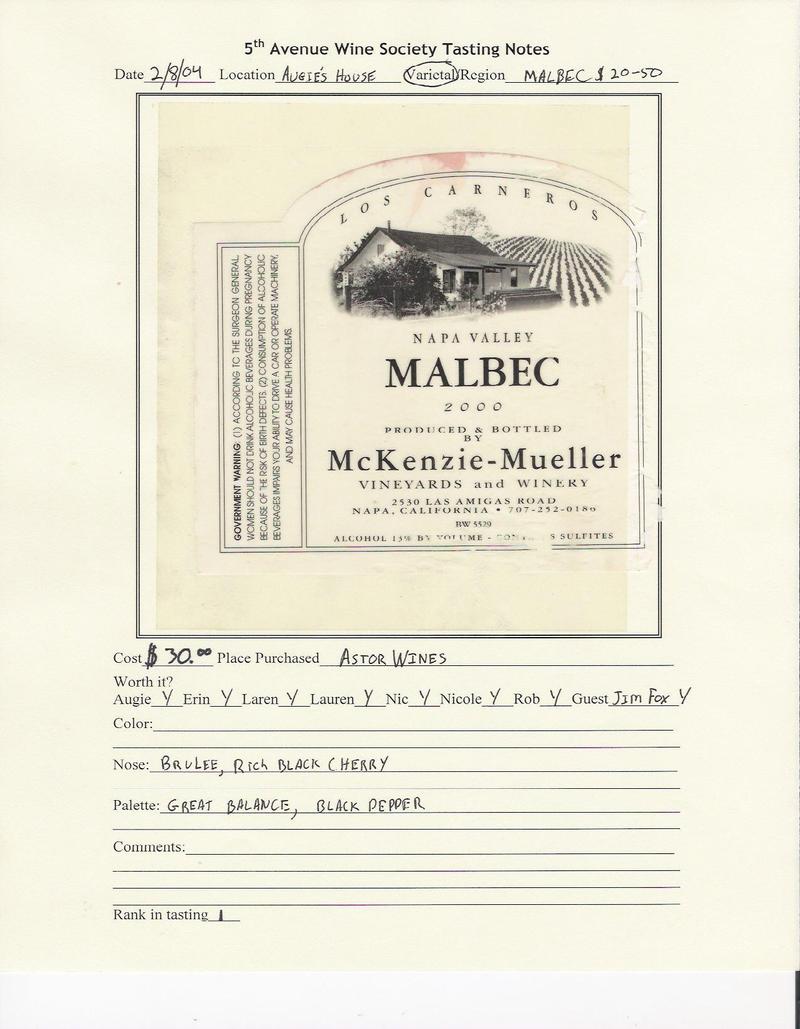 5th Avenue Wine Society Tasting Notes
Date 2/8/04 Location AUGIE'S HOUSE Varietal/Region MALBEC $ 20-50
LOS CARNEROS
NAPA VALLEY
MALBEC
2000
PRODUCED & BOTTLED
BY
McKenzie-Mueller
VINEYARDS and WINERY
2530 LAS AMIGAS ROAD
NAPA, CALIFORNIA • 707-252-0186
BW 5529
ALCOHOL 13% BY VOLUME - S SULFITES
GOVERNMENT WARNING: (1) ACCORDING TO THE SURGEON GENERAL,
WOMEN SHOULD NOT DRINK ALCOHOLIC BEVERAGES DURING PREGNANCY
BECAUSE OF THE RISK OF BIRTH DEFECTS. (2) CONSUMPTION OF ALCOHOLIC
BEVERAGES IMPAIRS YOUR ABILITY TO DRIVE A CAR OR OPERATE MACHINERY,
AND MAY CAUSE HEALTH PROBLEMS.
Cost $ 30.00 Place Purchased ASTOR WINES
Worth it?
Augie Y Erin Y Laren Y Lauren Y Nic Y Nicole Y Rob Y Guest Jim Fox Y
Color:
Nose: BRULEE, Rich BLACK CHERRY
Palette: GREAT BALANCE, BLACK PEPPER
Comments:
Rank in tasting 1